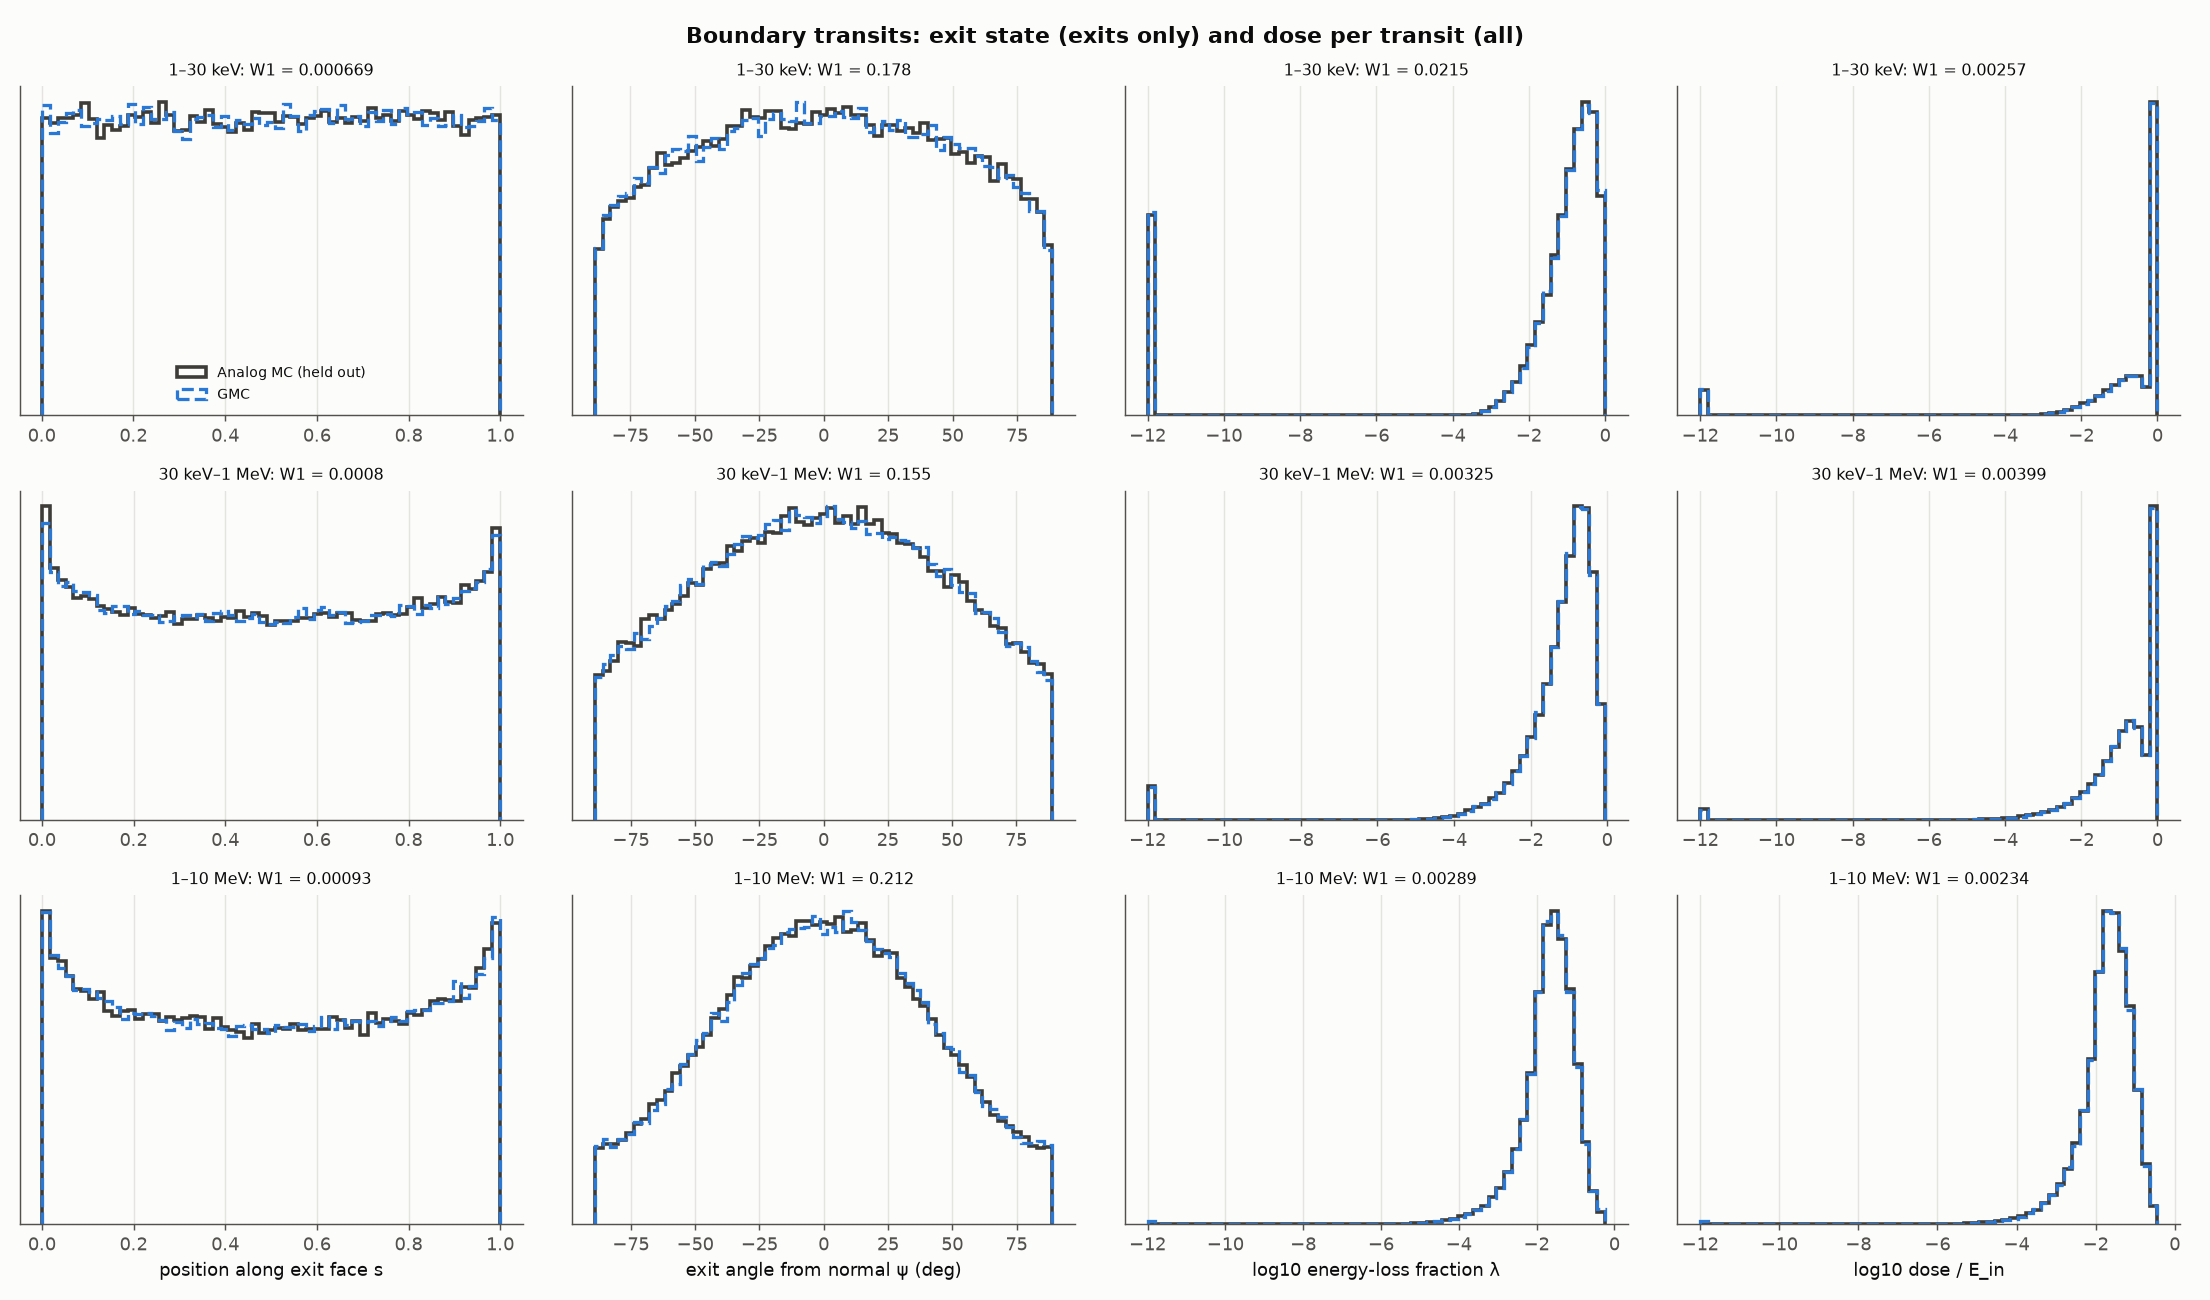 Boundary transits: exit state (exits only) and dose per transit (all)
1–30 keV: W1 = 0.000669
1–30 keV: W1 = 0.178
1–30 keV: W1 = 0.0215
1–30 keV: W1 = 0.00257
Analog MC (held out)
GMC
0.0 0.2 0.4 0.6 0.8 1.0
−75 −50 −25 0 25 50 75
−12 −10 −8 −6 −4 −2 0
−12 −10 −8 −6 −4 −2 0
30 keV–1 MeV: W1 = 0.0008
30 keV–1 MeV: W1 = 0.155
30 keV–1 MeV: W1 = 0.00325
30 keV–1 MeV: W1 = 0.00399
0.0 0.2 0.4 0.6 0.8 1.0
−75 −50 −25 0 25 50 75
−12 −10 −8 −6 −4 −2 0
−12 −10 −8 −6 −4 −2 0
1–10 MeV: W1 = 0.00093
1–10 MeV: W1 = 0.212
1–10 MeV: W1 = 0.00289
1–10 MeV: W1 = 0.00234
0.0 0.2 0.4 0.6 0.8 1.0
−75 −50 −25 0 25 50 75
−12 −10 −8 −6 −4 −2 0
−12 −10 −8 −6 −4 −2 0
position along exit face s
exit angle from normal ψ (deg)
log10 energy-loss fraction λ
log10 dose / E_in